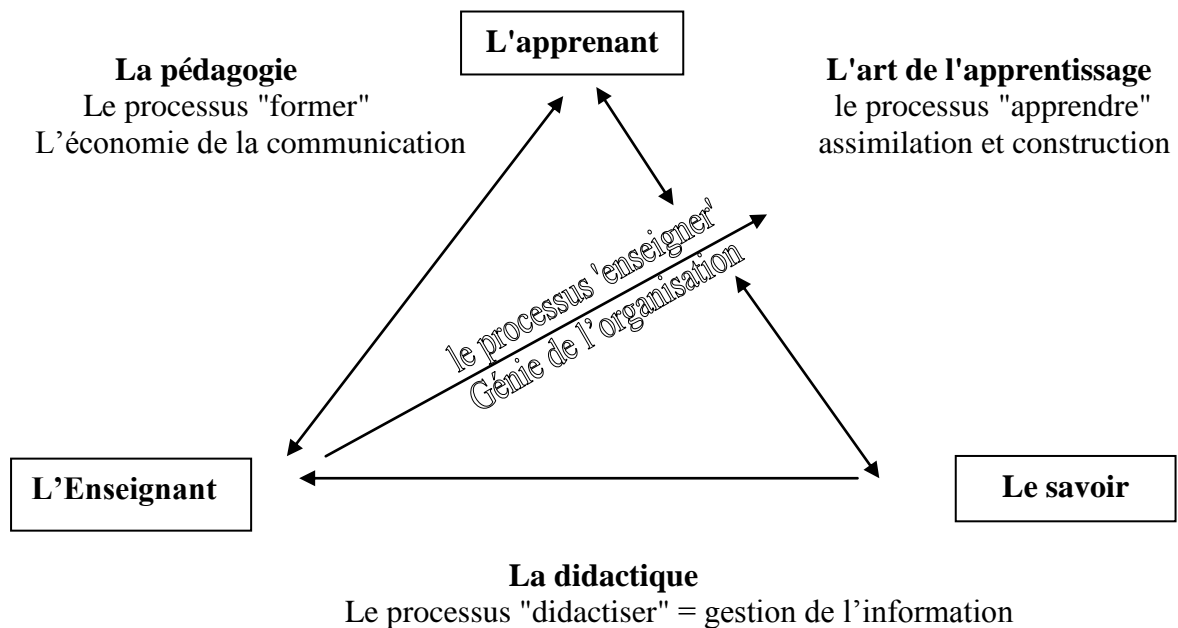 L'apprenant
La pédagogie
Le processus "former"
L’économie de la communication
L'art de l'apprentissage
le processus "apprendre"
assimilation et construction
le processus 'enseigner'
Génie de l’organisation
L’Enseignant
Le savoir
La didactique
Le processus "didactiser" = gestion de l’information